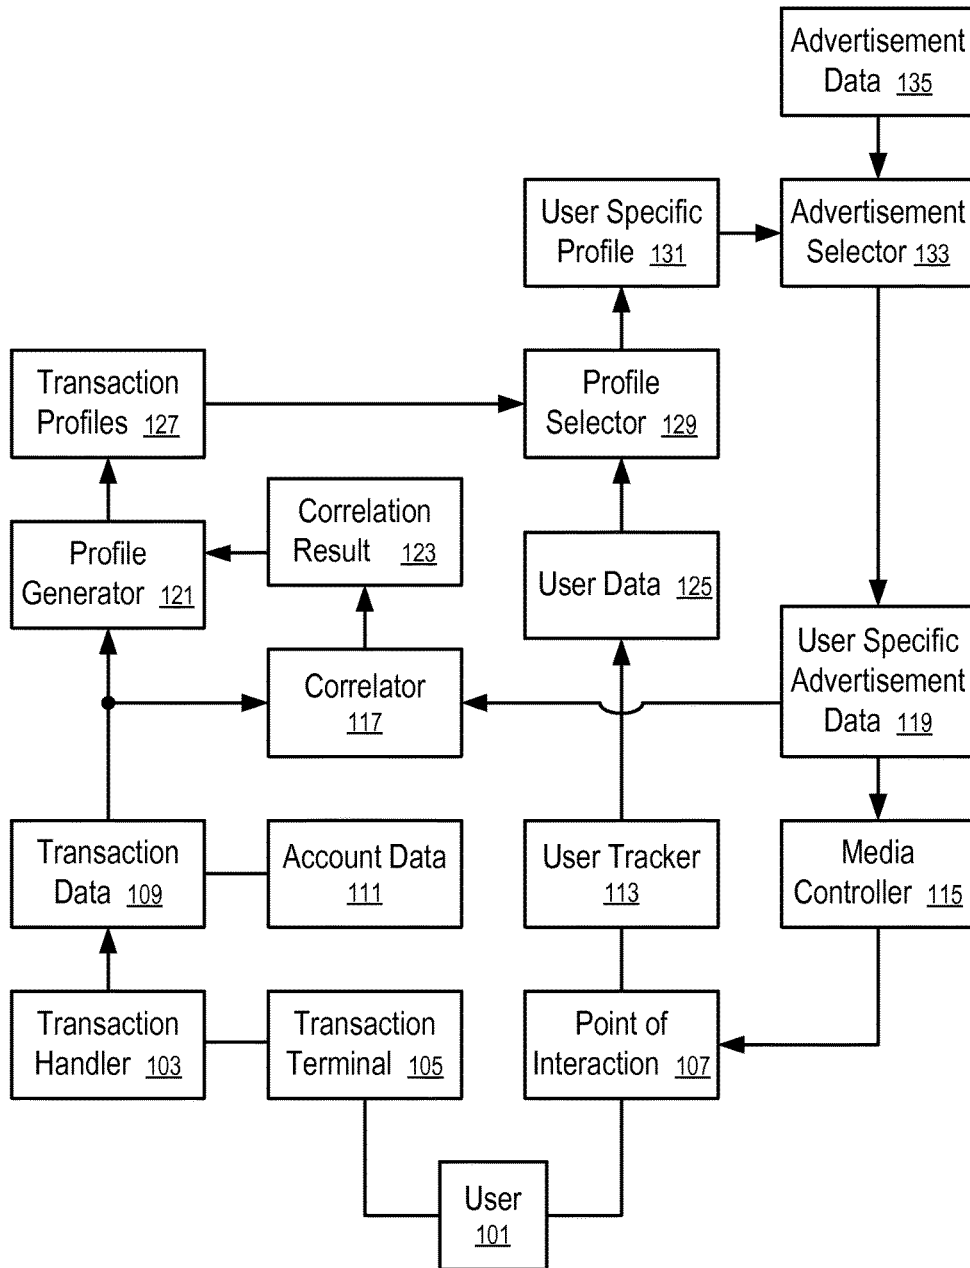 Advertisement
Data 135
User Specific
Profile 131
Advertisement
Selector 133
Transaction
Profiles 127
Profile
Selector 129
Correlation
Result 123
Profile
Generator 121
User Data 125
User Specific
Advertisement
Data 119
Correlator
117
Transaction
Data 109
Account Data
111
User Tracker
113
Media
Controller 115
Transaction
Handler 103
Transaction
Terminal 105
Point of
Interaction 107
User
101